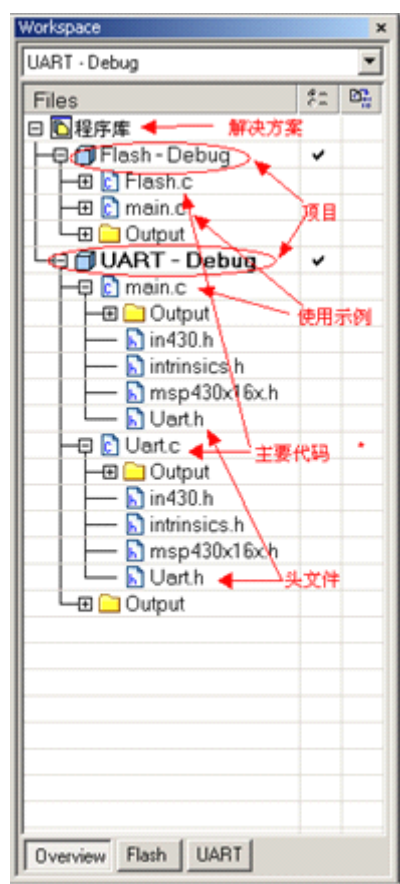 Workspace
UART - Debug
Files
程序库 解决方案
Flash - Debug
Flash.c
main.c 项目
Output
UART - Debug
main.c
Output 使用示例
in430.h
intrinsics.h
msp430x16x.h
Uart.h
Uart.c 主要代码 *
Output
in430.h
intrinsics.h
msp430x16x.h
Uart.h 头文件
Output
Overview Flash UART